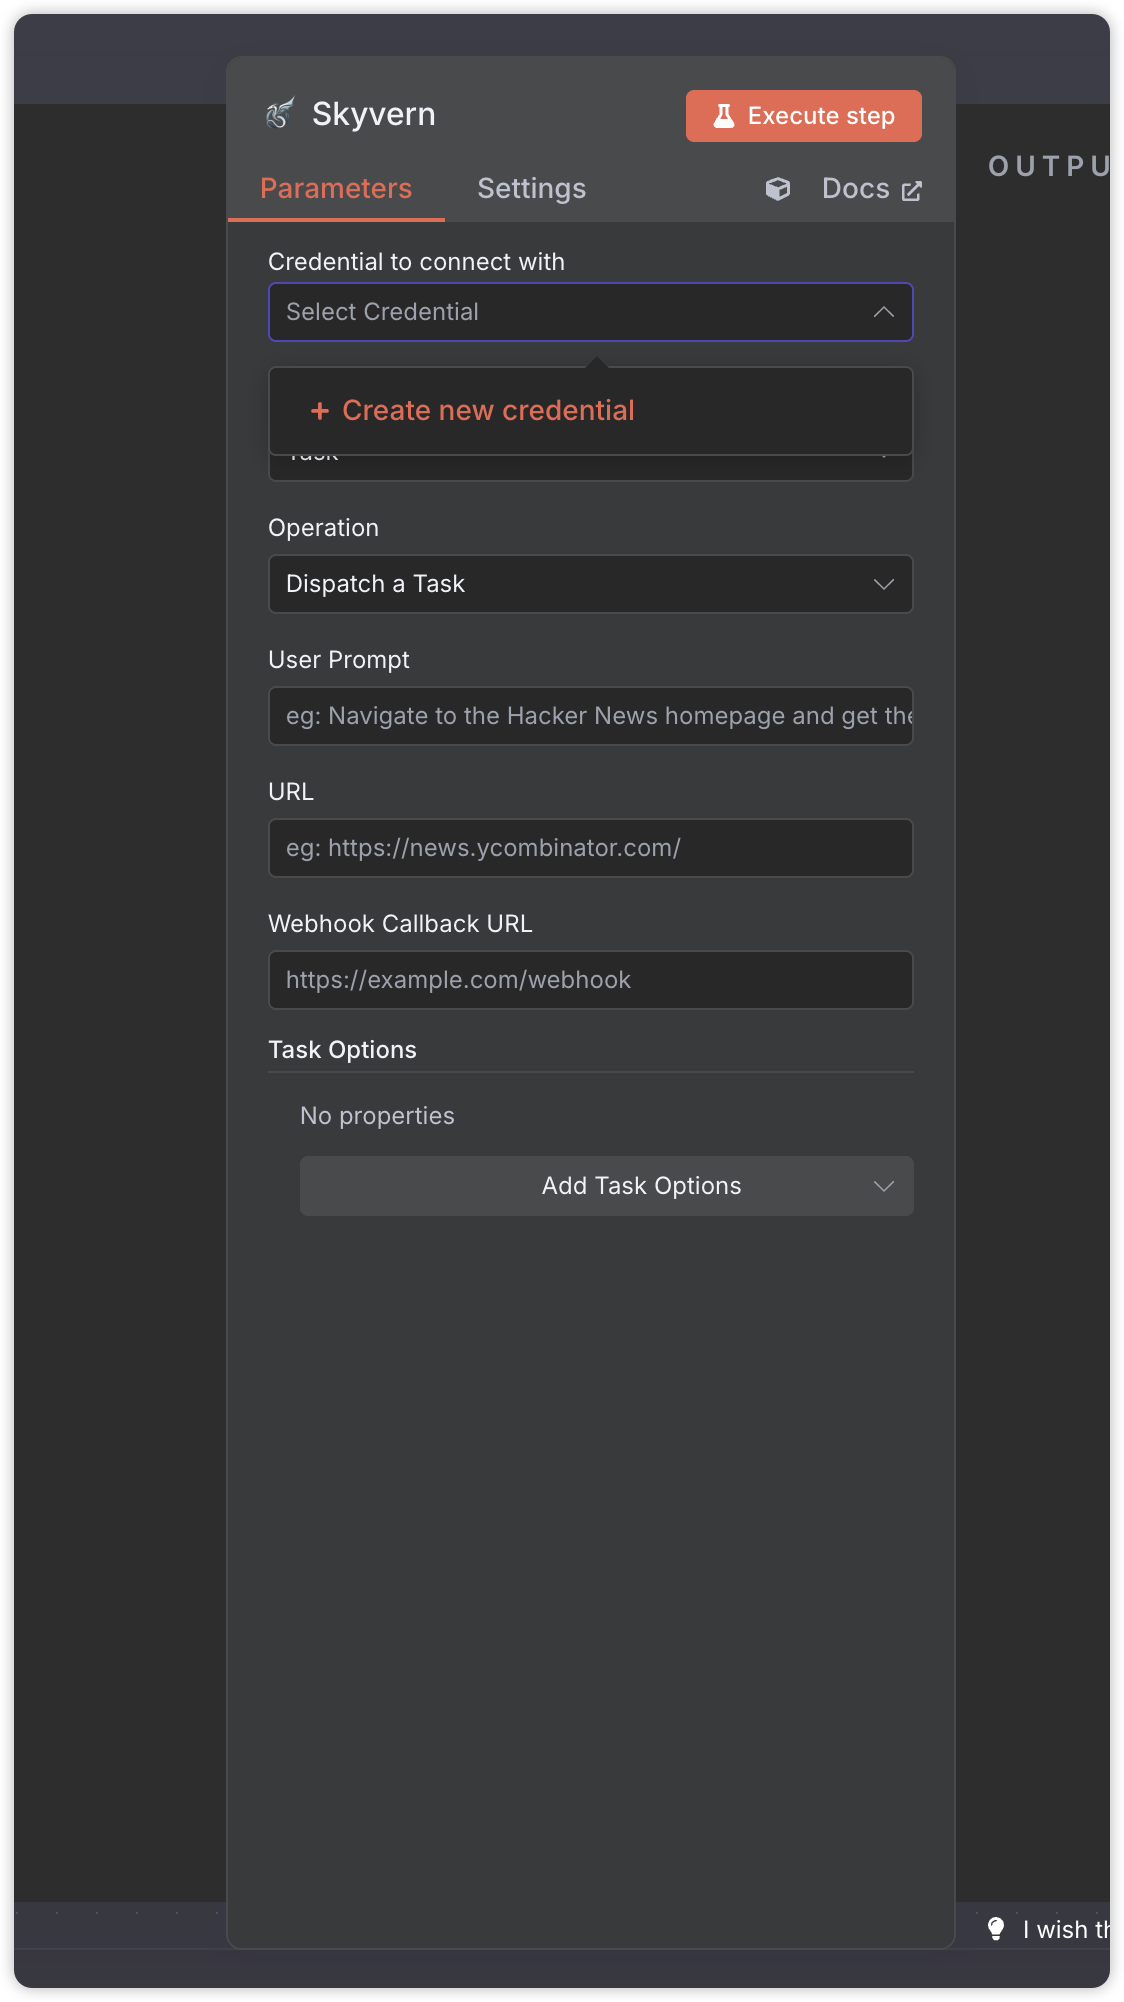 Skyvern
Execute step
OUTPU
Parameters
Settings
Docs
Credential to connect with
Select Credential
+ Create new credential
Task
Operation
Dispatch a Task
User Prompt
eg: Navigate to the Hacker News homepage and get the
URL
eg: https://news.ycombinator.com/
Webhook Callback URL
https://example.com/webhook
Task Options
No properties
Add Task Options
I wish th